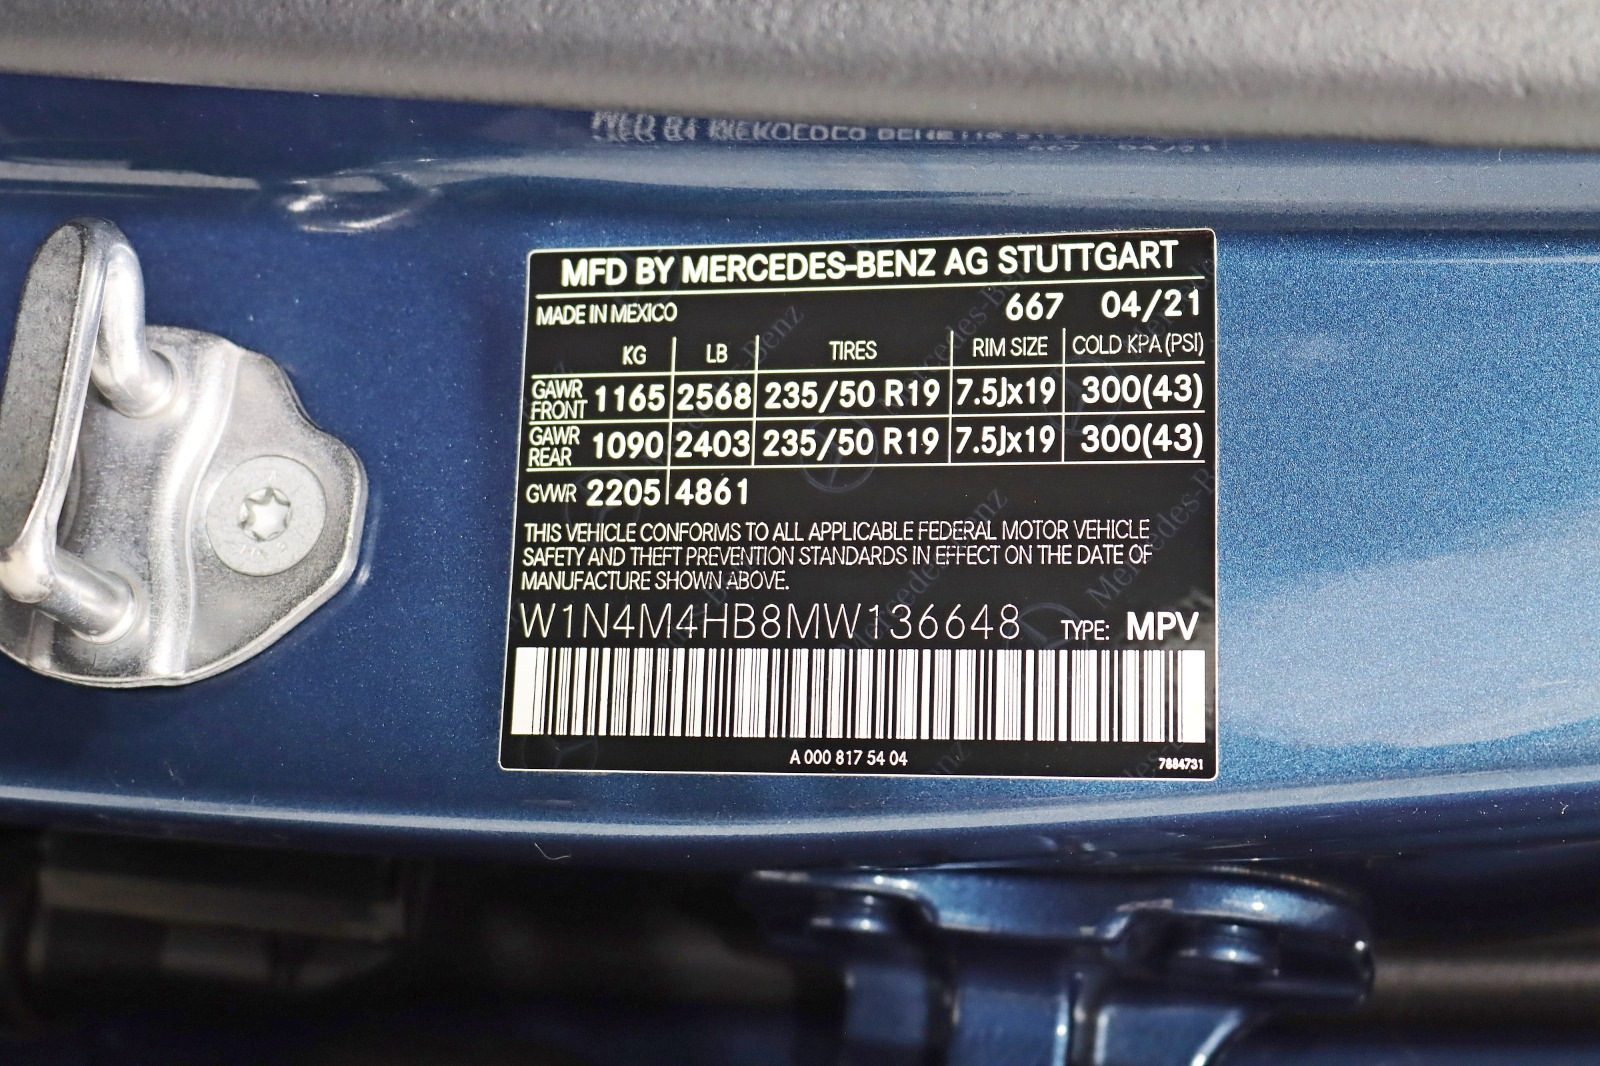 MFD BY MERCEDES-BENZ AG STUTTGART
MADE IN MEXICO 667 04/21
KG LB TIRES RIM SIZE COLD KPA (PSI)
GAWR FRONT 1165 2568 235/50 R19 7.5Jx19 300(43)
GAWR REAR 1090 2403 235/50 R19 7.5Jx19 300(43)
GVWR 2205 4861
THIS VEHICLE CONFORMS TO ALL APPLICABLE FEDERAL MOTOR VEHICLE
SAFETY AND THEFT PREVENTION STANDARDS IN EFFECT ON THE DATE OF
MANUFACTURE SHOWN ABOVE.
W1N4M4HB8MW136648 TYPE: MPV
A 000 817 54 04 7884731